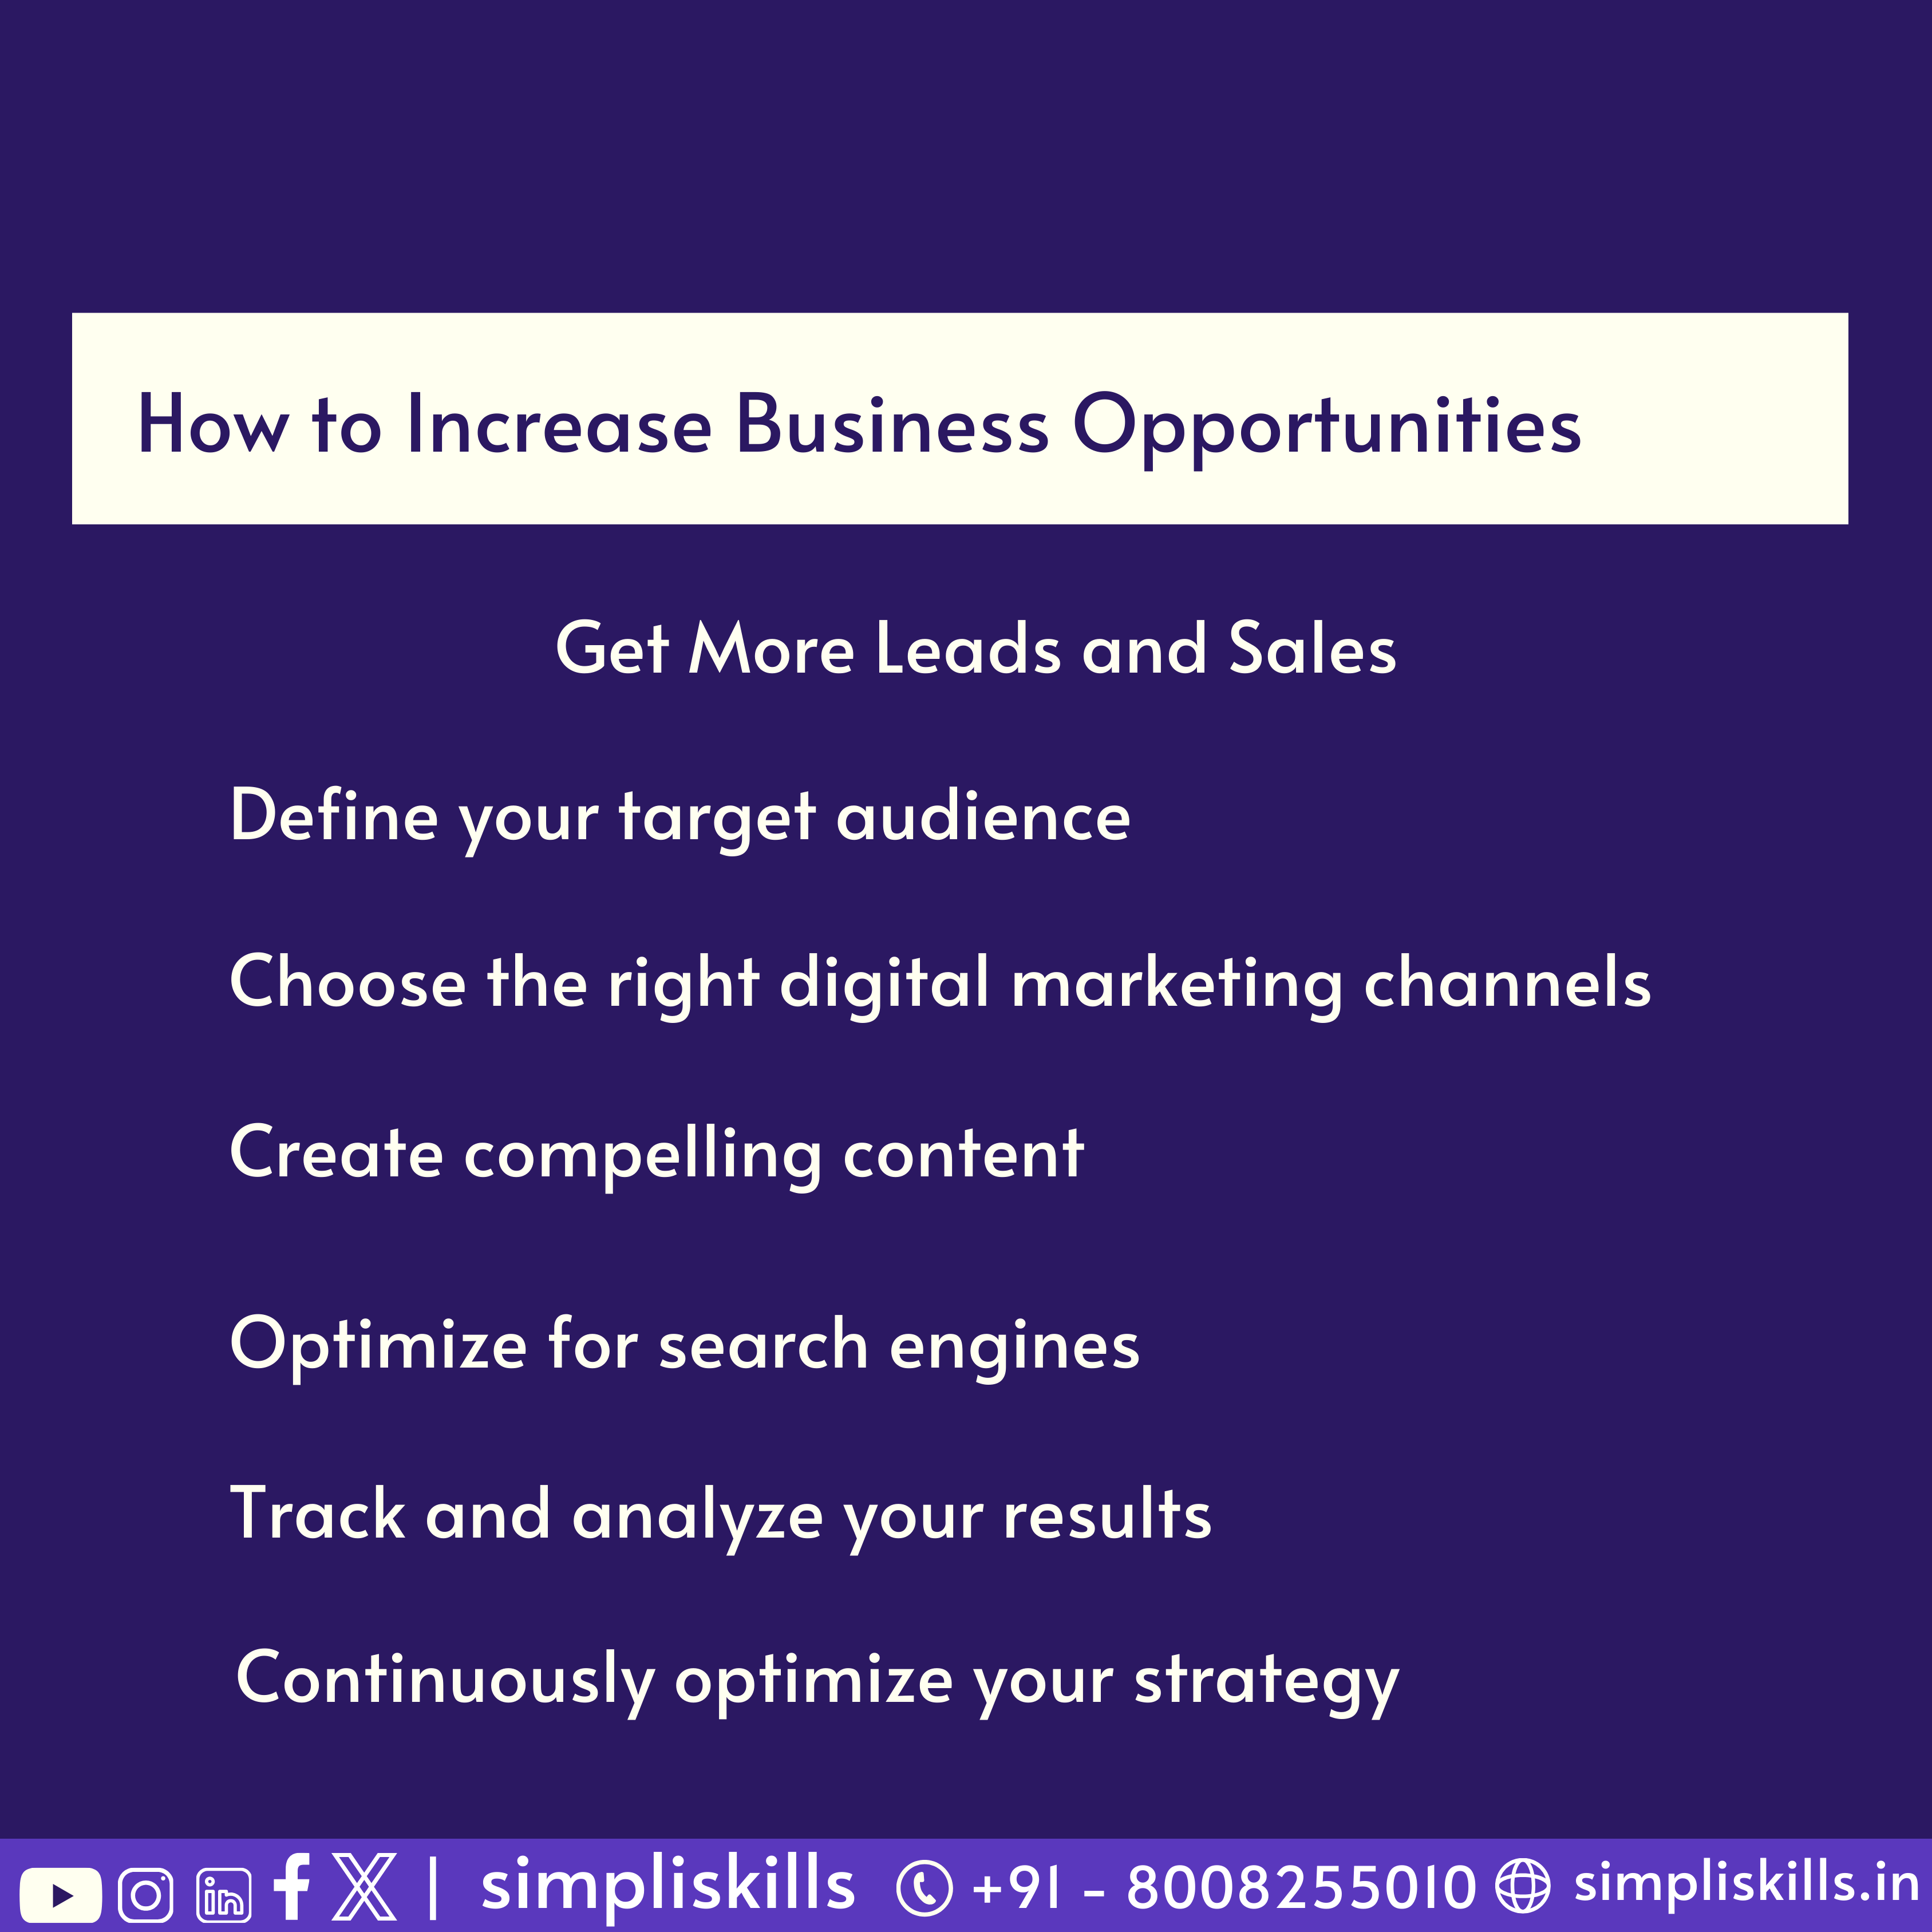 How to Increase Business Opportunities
Get More Leads and Sales
Define your target audience
Choose the right digital marketing channels
Create compelling content
Optimize for search engines
Track and analyze your results
Continuously optimize your strategy
in f X | simpliskills +91 - 8008255010 simpliskills.in